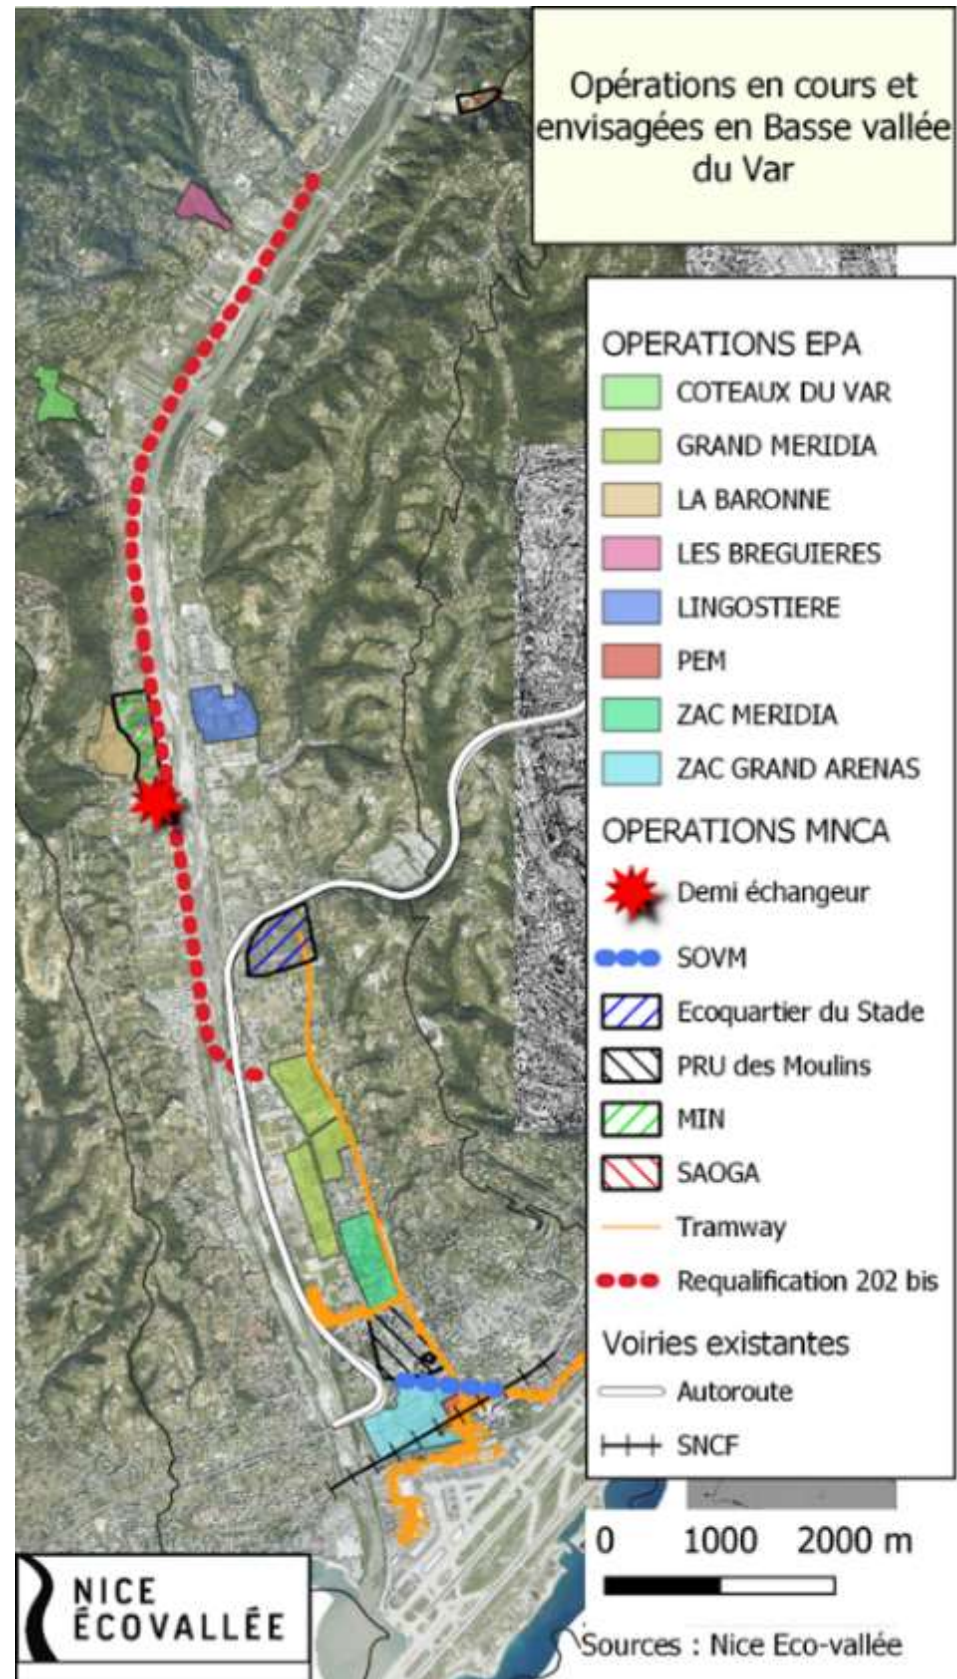 Opérations en cours et
envisagées en Basse vallée
du Var
OPERATIONS EPA
COTEAUX DU VAR
GRAND MERIDIA
LA BARONNE
LES BREGUIERES
LINGOSTIERE
PEM
ZAC MERIDIA
ZAC GRAND ARENAS
OPERATIONS MNCA
Demi échangeur
SOVM
Ecoquartier du Stade
PRU des Moulins
MIN
SAOGA
Tramway
Requalification 202 bis
Voiries existantes
Autoroute
SNCF
0 1000 2000 m
Sources : Nice Eco-vallée
NICE
ÉCOVALLÉE